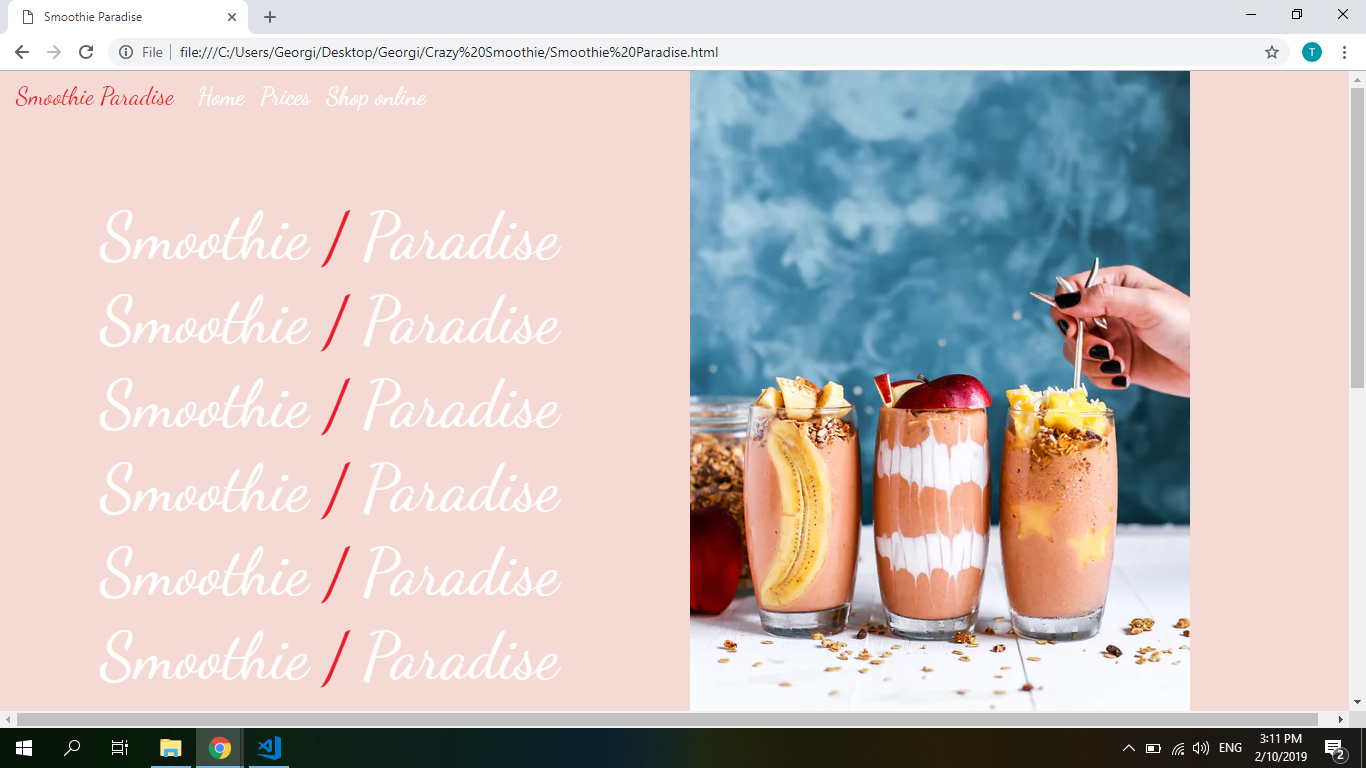 Smoothie Paradise
File
file:///C:/Users/Georgi/Desktop/Georgi/Crazy%20Smoothie/Smoothie%20Paradise.html
T
Smoothie Paradise Home Prices Shop online
Smoothie / Paradise
Smoothie / Paradise
Smoothie / Paradise
Smoothie / Paradise
Smoothie / Paradise
Smoothie / Paradise
ENG
3:11 PM
2/10/2019
2